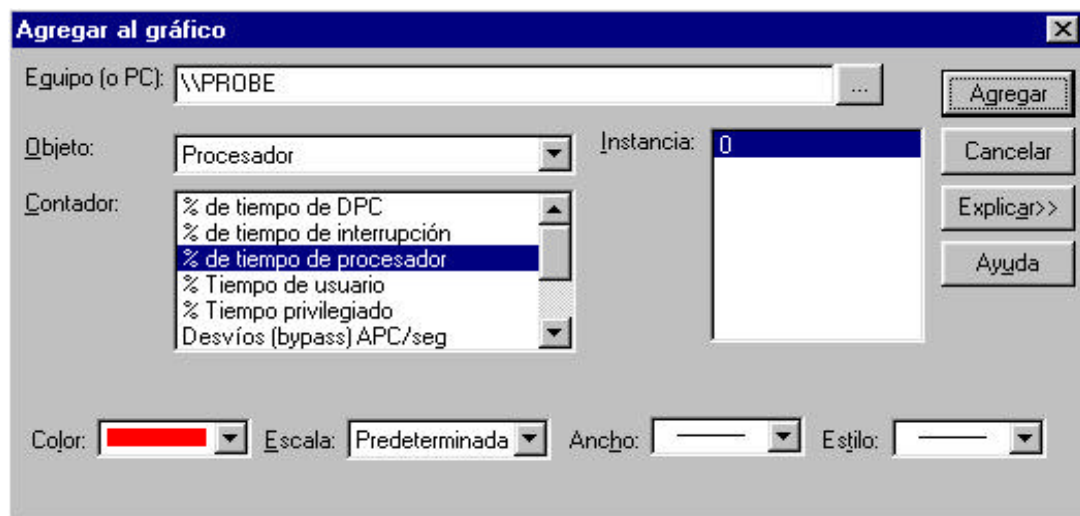 Agregar al gráfico
Equipo (o PC): \\PROBE ... Agregar
Objeto: Procesador Instancia: 0 Cancelar
Contador: % de tiempo de DPC Explicar>>
% de tiempo de interrupción
% de tiempo de procesador Ayuda
% Tiempo de usuario
% Tiempo privilegiado
Desvíos (bypass) APC/seg
Color: Escala: Predeterminada Ancho: Estilo: